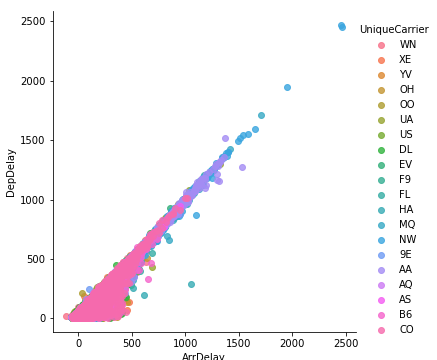 2500
2000
1500
1000
500
0
DepDelay
0 500 1000 1500 2000 2500
ArrDelay
UniqueCarrier
WN
XE
YV
OH
OO
UA
US
DL
EV
F9
FL
HA
MQ
NW
9E
AA
AQ
AS
B6
CO